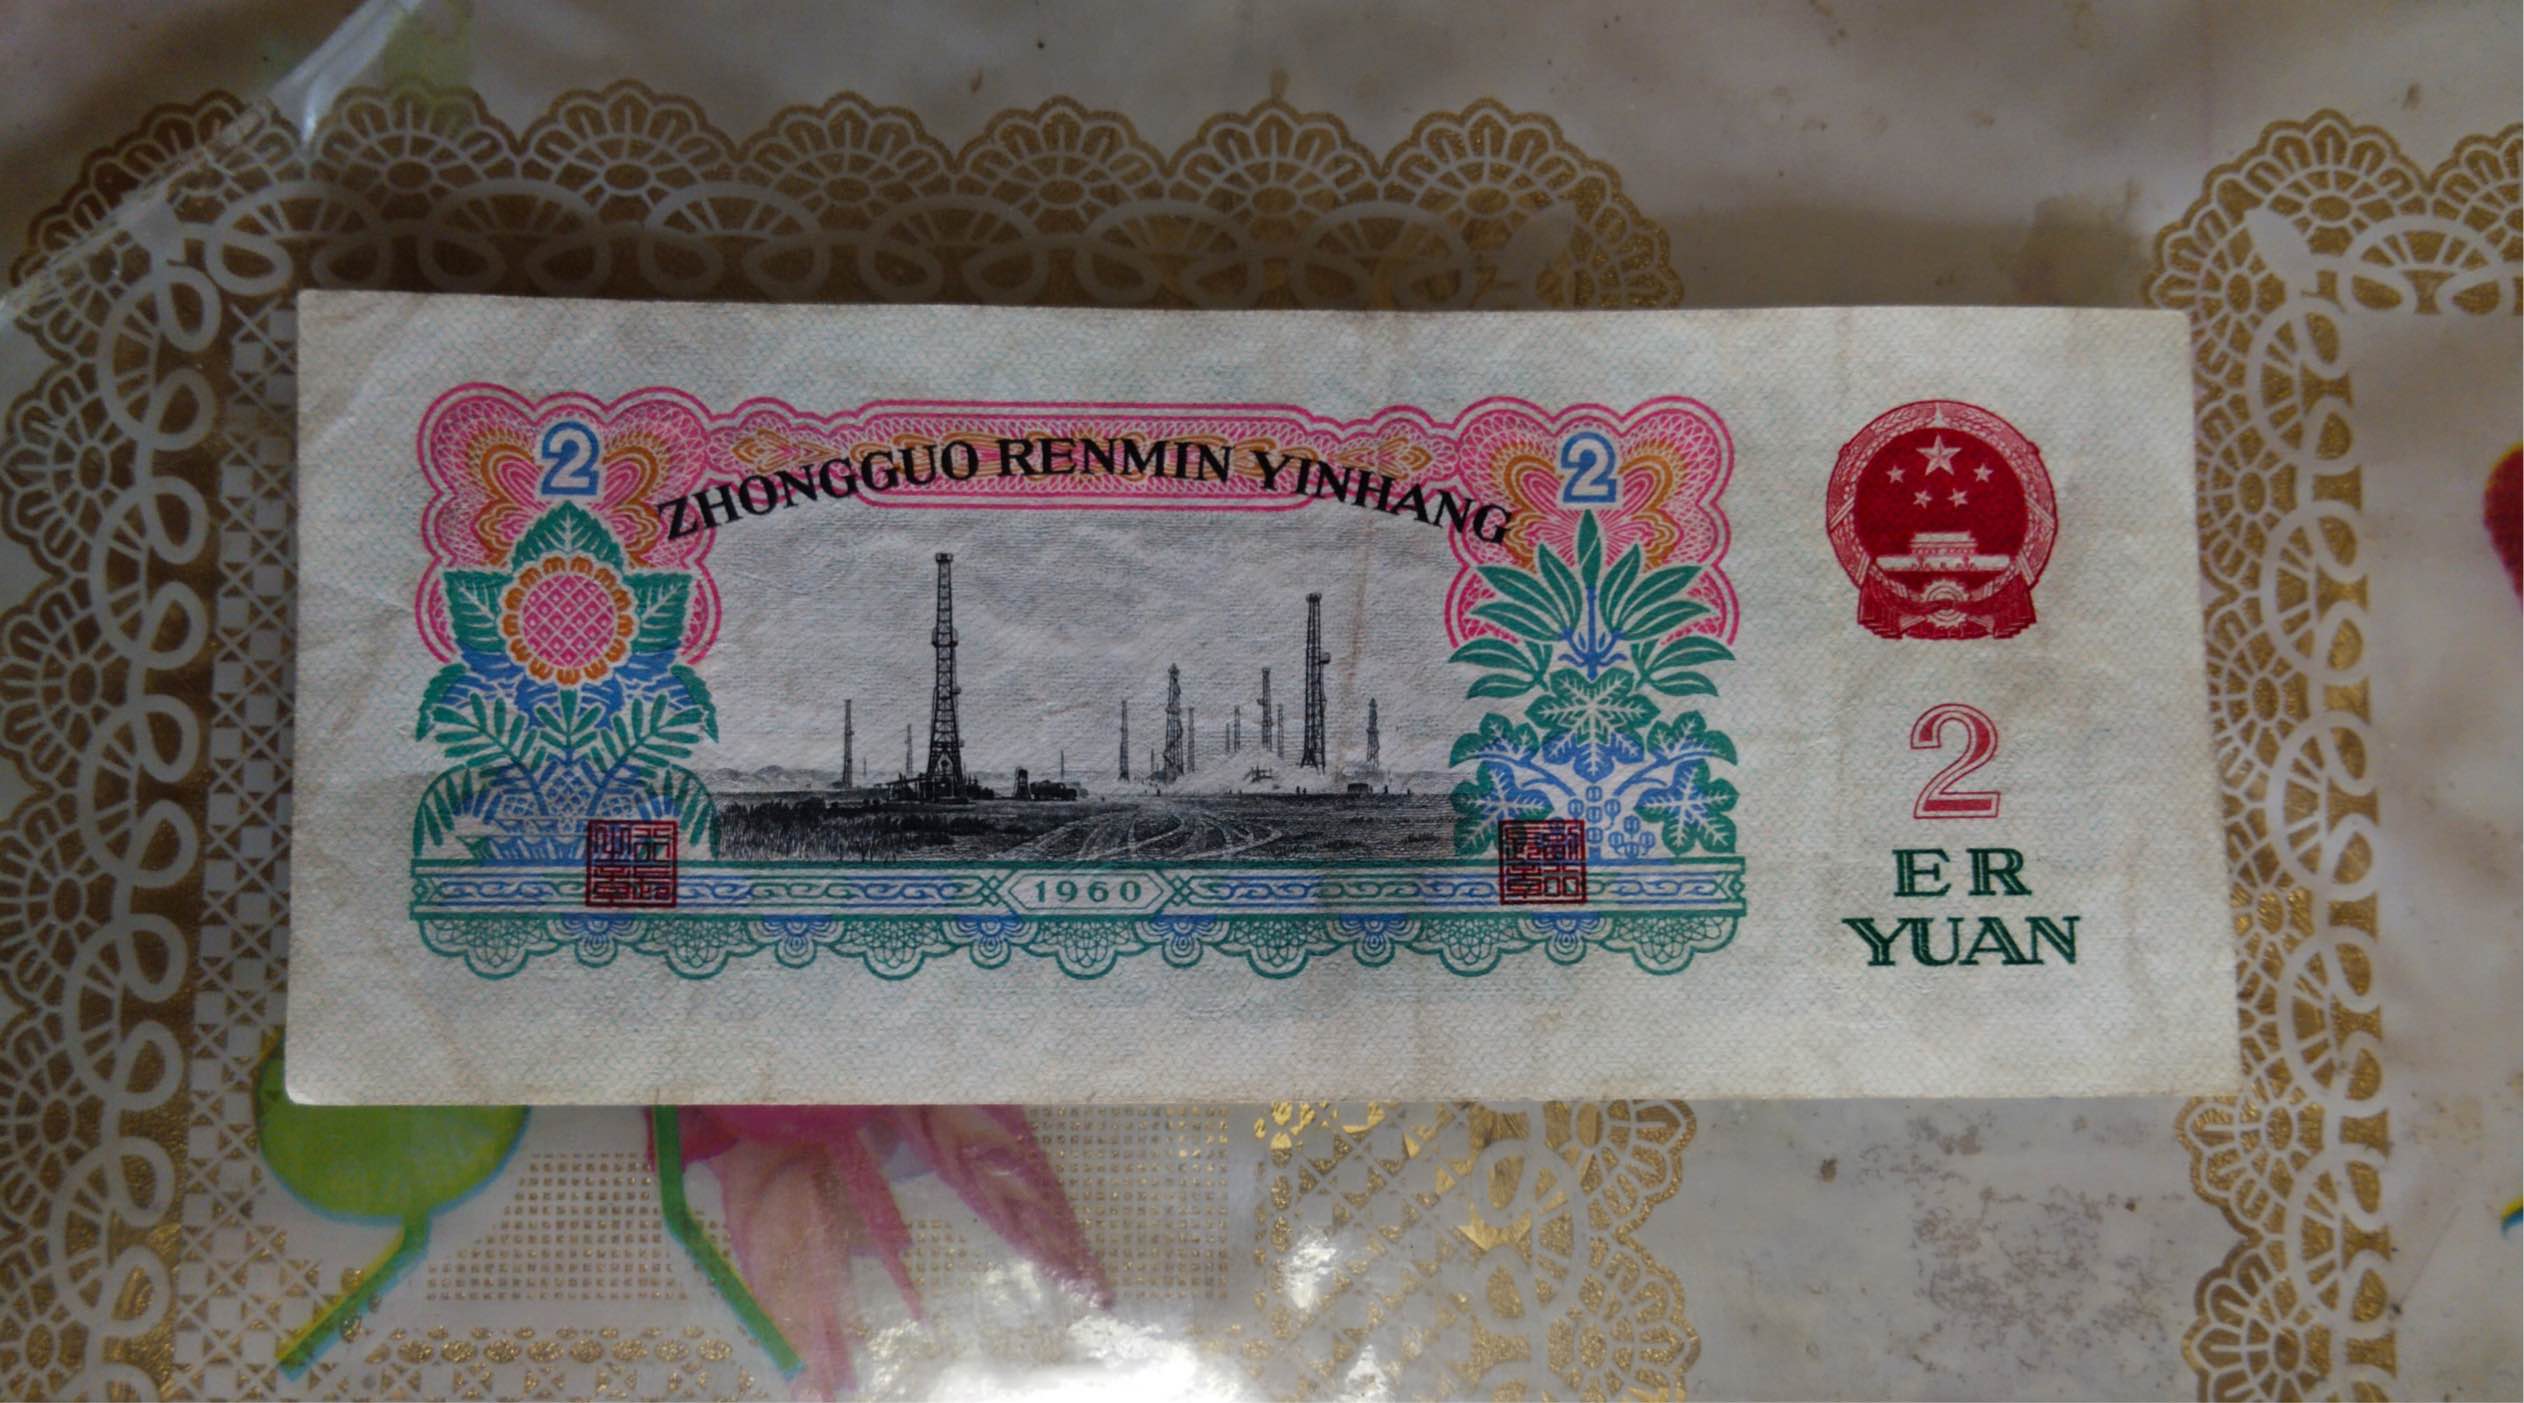 2
2
ZHONGGUO RENMIN YINHANG
1960
2
ER
YUAN